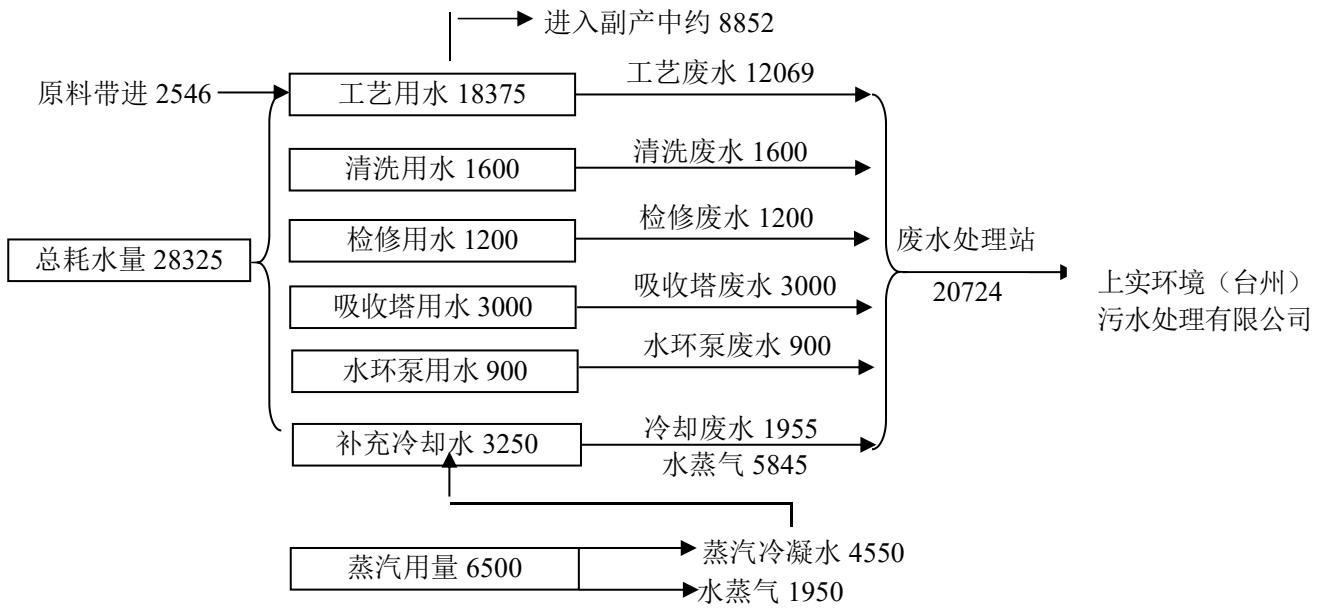 进入副产中约 8852
原料带进 2546
工艺用水 18375
工艺废水 12069
清洗用水 1600
清洗废水 1600
检修用水 1200
检修废水 1200
总耗水量 28325
废水处理站
20724
上实环境（台州）
污水处理有限公司
吸收塔用水 3000
吸收塔废水 3000
水环泵用水 900
水环泵废水 900
补充冷却水 3250
冷却废水 1955
水蒸气 5845
蒸汽用量 6500
蒸汽冷凝水 4550
水蒸气 1950